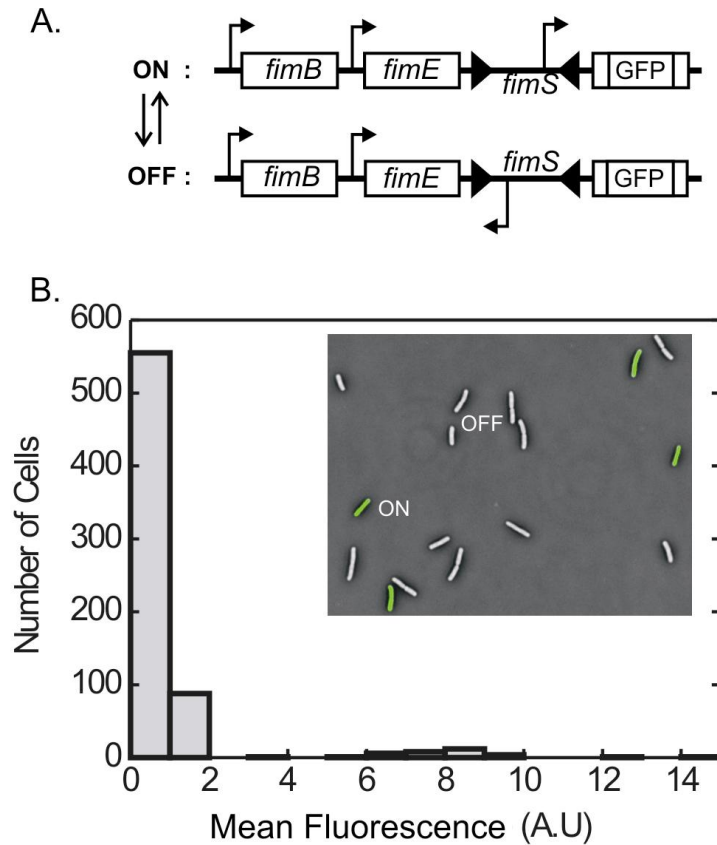 A.
ON : fimB fimE fimS GFP
OFF : fimB fimE fimS GFP
B.
600
500
400
300
200
100
0
0 2 4 6 8 10 12 14
Number of Cells
Mean Fluorescence (A.U)
OFF
ON